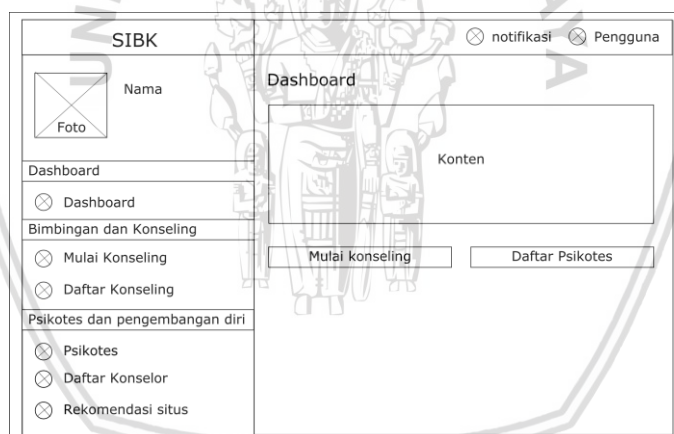 SIBK
notifikasi
Pengguna
Nama
Foto
Dashboard
Dashboard
Bimbingan dan Konseling
Mulai Konseling
Daftar Konseling
Psikotes dan pengembangan diri
Psikotes
Daftar Konselor
Rekomendasi situs
Dashboard
Konten
Mulai konseling
Daftar Psikotes